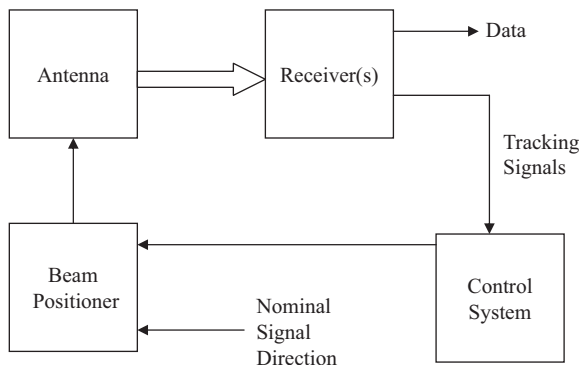 Antenna
Receiver(s)
Data
Tracking
Signals
Beam
Positioner
Nominal
Signal
Direction
Control
System